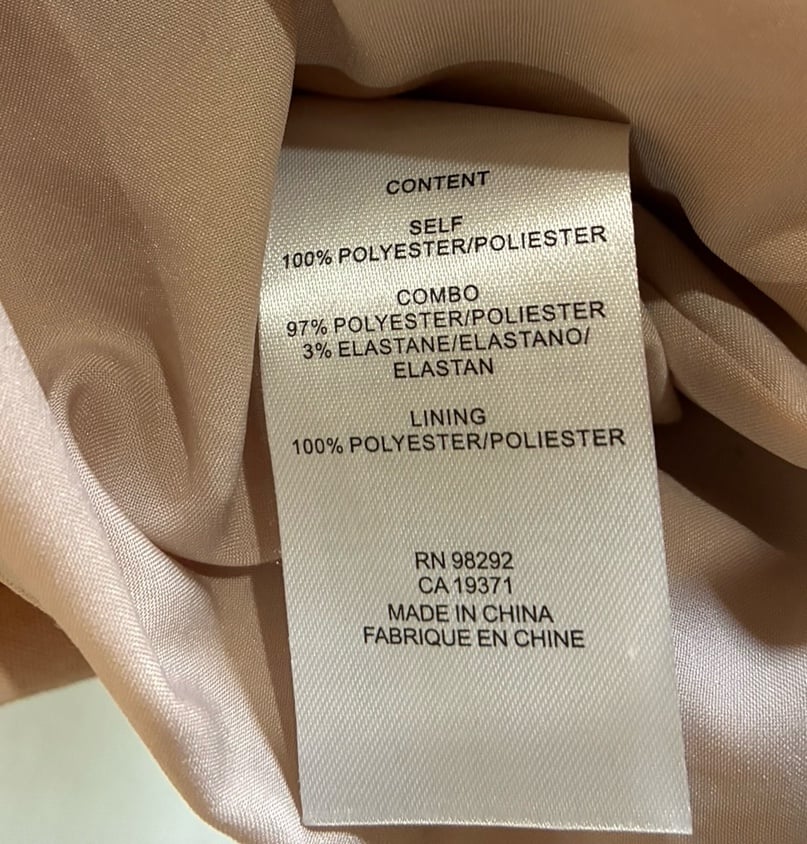 CONTENT
SELF
100% POLYESTER/POLIESTER
COMBO
97% POLYESTER/POLIESTER
3% ELASTANE/ELASTANO/
ELASTAN
LINING
100% POLYESTER/POLIESTER
RN 98292
CA 19371
MADE IN CHINA
FABRIQUE EN CHINE